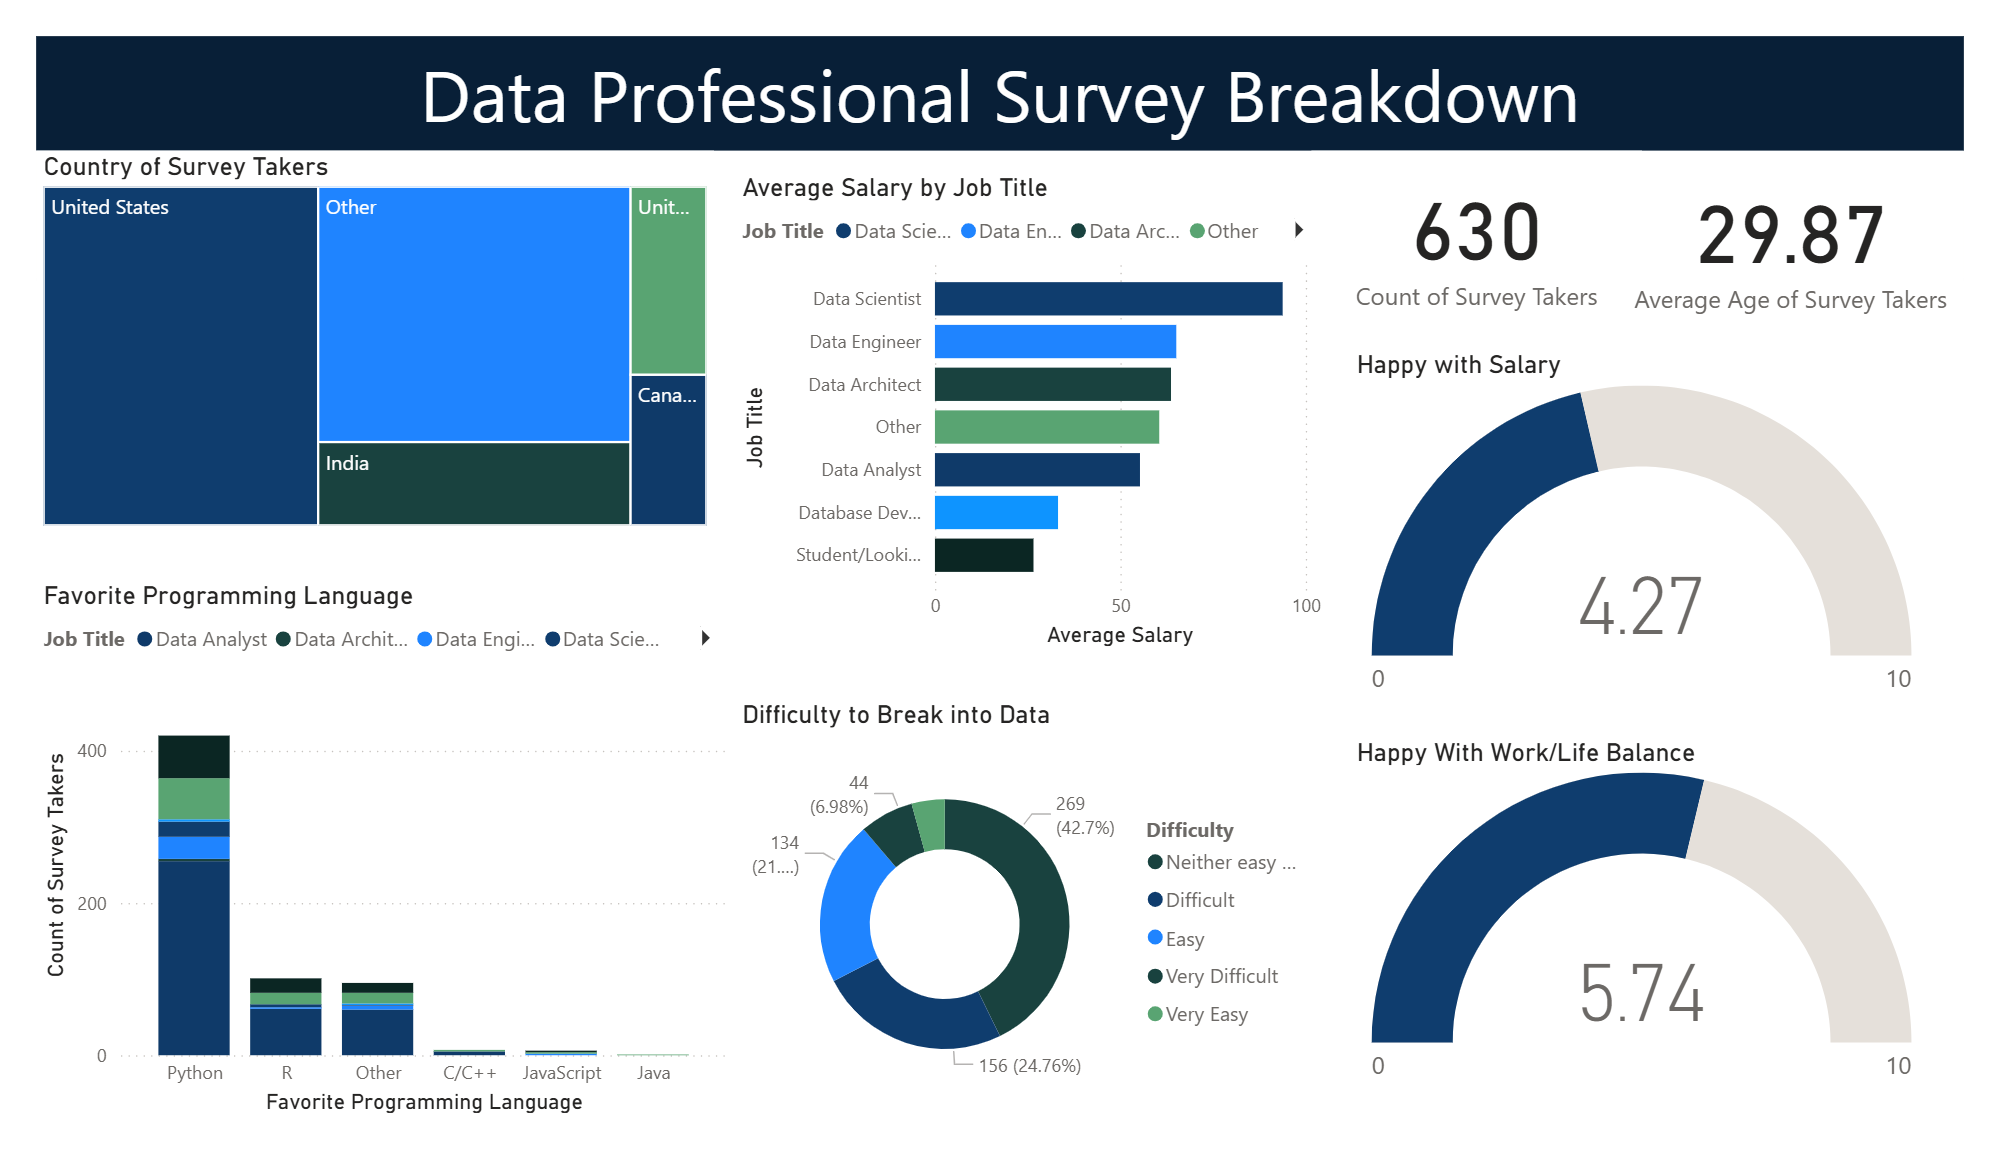 Data Professional Survey Breakdown
Country of Survey Takers
United States
Other
Unit...
India
Cana...
Average Salary by Job Title
Job Title Data Scie... Data En... Data Arc... Other
Job Title
Data Scientist
Data Engineer
Data Architect
Other
Data Analyst
Database Dev...
Student/Looki...
0 50 100
Average Salary
630
Count of Survey Takers
29.87
Average Age of Survey Takers
Happy with Salary
4.27
0 10
Favorite Programming Language
Job Title Data Analyst Data Archit... Data Engi... Data Scie...
Count of Survey Takers
400
200
0
Python R Other C/C++ JavaScript Java
Favorite Programming Language
Difficulty to Break into Data
44
(6.98%)
269
(42.7%)
134
(21....)
156 (24.76%)
Difficulty
Neither easy ...
Difficult
Easy
Very Difficult
Very Easy
Happy With Work/Life Balance
5.74
0 10